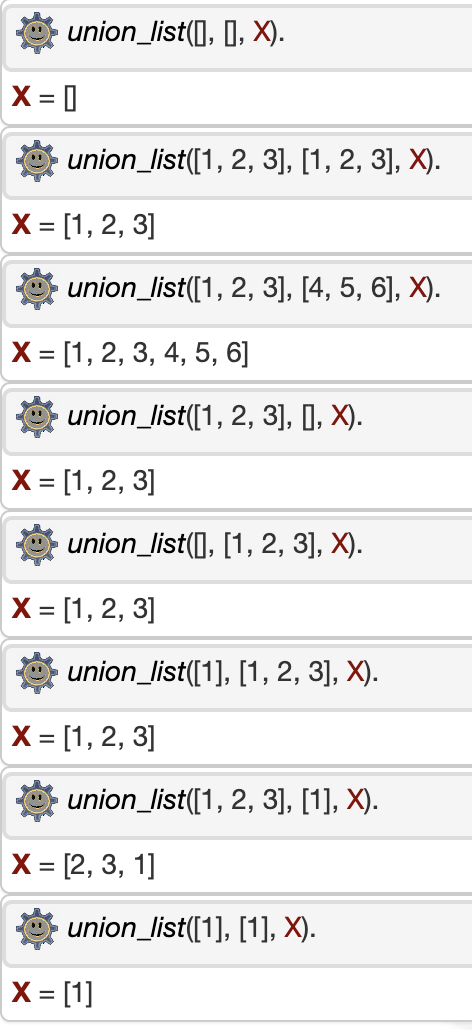 union_list([], [], X).
X = []
union_list([1, 2, 3], [1, 2, 3], X).
X = [1, 2, 3]
union_list([1, 2, 3], [4, 5, 6], X).
X = [1, 2, 3, 4, 5, 6]
union_list([1, 2, 3], [], X).
X = [1, 2, 3]
union_list([], [1, 2, 3], X).
X = [1, 2, 3]
union_list([1], [1, 2, 3], X).
X = [1, 2, 3]
union_list([1, 2, 3], [1], X).
X = [2, 3, 1]
union_list([1], [1], X).
X = [1]